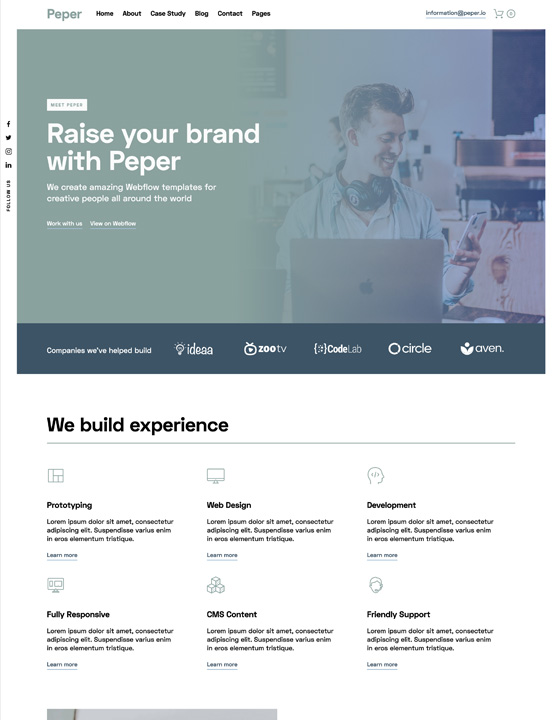 Peper
Home About Case Study Blog Contact Pages
information@peper.io
0
FOLLOW US
MEET PEPER
Raise your brand
with Peper
We create amazing Webflow templates for
creative people all around the world
Work with us View on Webflow
Companies we've helped build
ideaa
zootv
{:}CodeLab
circle
aven.
We build experience
Prototyping
Lorem ipsum dolor sit amet, consectetur
adipiscing elit. Suspendisse varius enim
in eros elementum tristique.
Learn more
Web Design
Lorem ipsum dolor sit amet, consectetur
adipiscing elit. Suspendisse varius enim
in eros elementum tristique.
Learn more
Development
Lorem ipsum dolor sit amet, consectetur
adipiscing elit. Suspendisse varius enim
in eros elementum tristique.
Learn more
Fully Responsive
Lorem ipsum dolor sit amet, consectetur
adipiscing elit. Suspendisse varius enim
in eros elementum tristique.
Learn more
CMS Content
Lorem ipsum dolor sit amet, consectetur
adipiscing elit. Suspendisse varius enim
in eros elementum tristique.
Learn more
Friendly Support
Lorem ipsum dolor sit amet, consectetur
adipiscing elit. Suspendisse varius enim
in eros elementum tristique.
Learn more